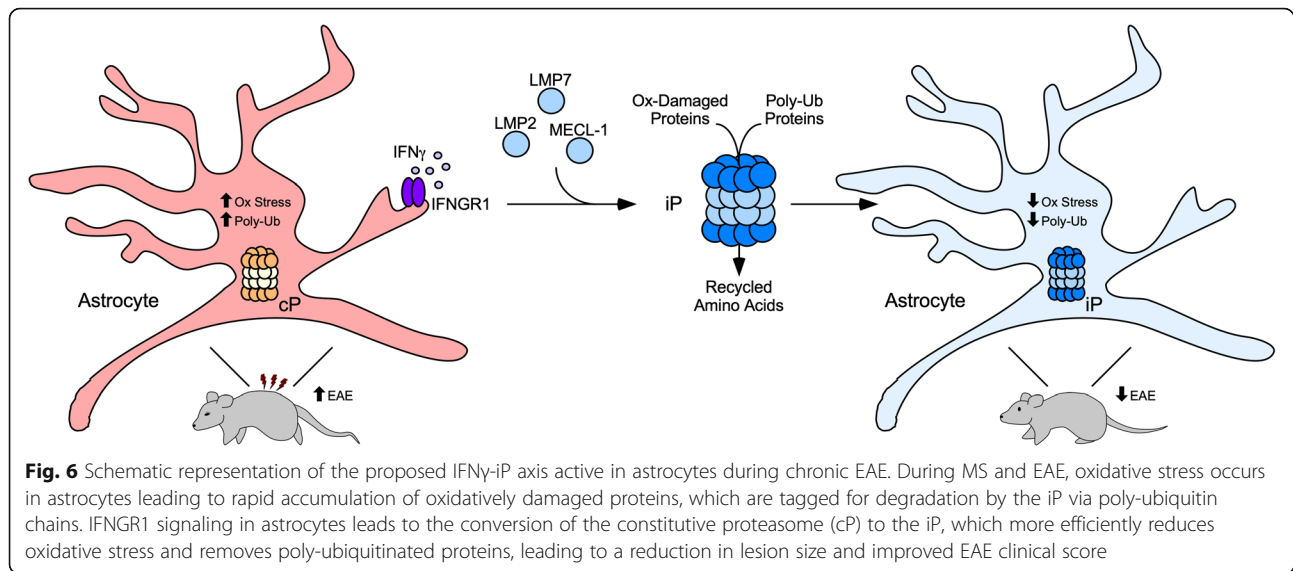 LMP7
LMP2
MECL-1
IFNγ
IFNGR1
Ox Stress
Poly-Ub
cP
Astrocyte
EAE
Ox-Damaged
Proteins
Poly-Ub
Proteins
iP
Recycled
Amino Acids
Ox Stress
Poly-Ub
iP
Astrocyte
EAE
Fig. 6 Schematic representation of the proposed IFNγ-iP axis active in astrocytes during chronic EAE. During MS and EAE, oxidative stress occurs
in astrocytes leading to rapid accumulation of oxidatively damaged proteins, which are tagged for degradation by the iP via poly-ubiquitin
chains. IFNGR1 signaling in astrocytes leads to the conversion of the constitutive proteasome (cP) to the iP, which more efficiently reduces
oxidative stress and removes poly-ubiquitinated proteins, leading to a reduction in lesion size and improved EAE clinical score